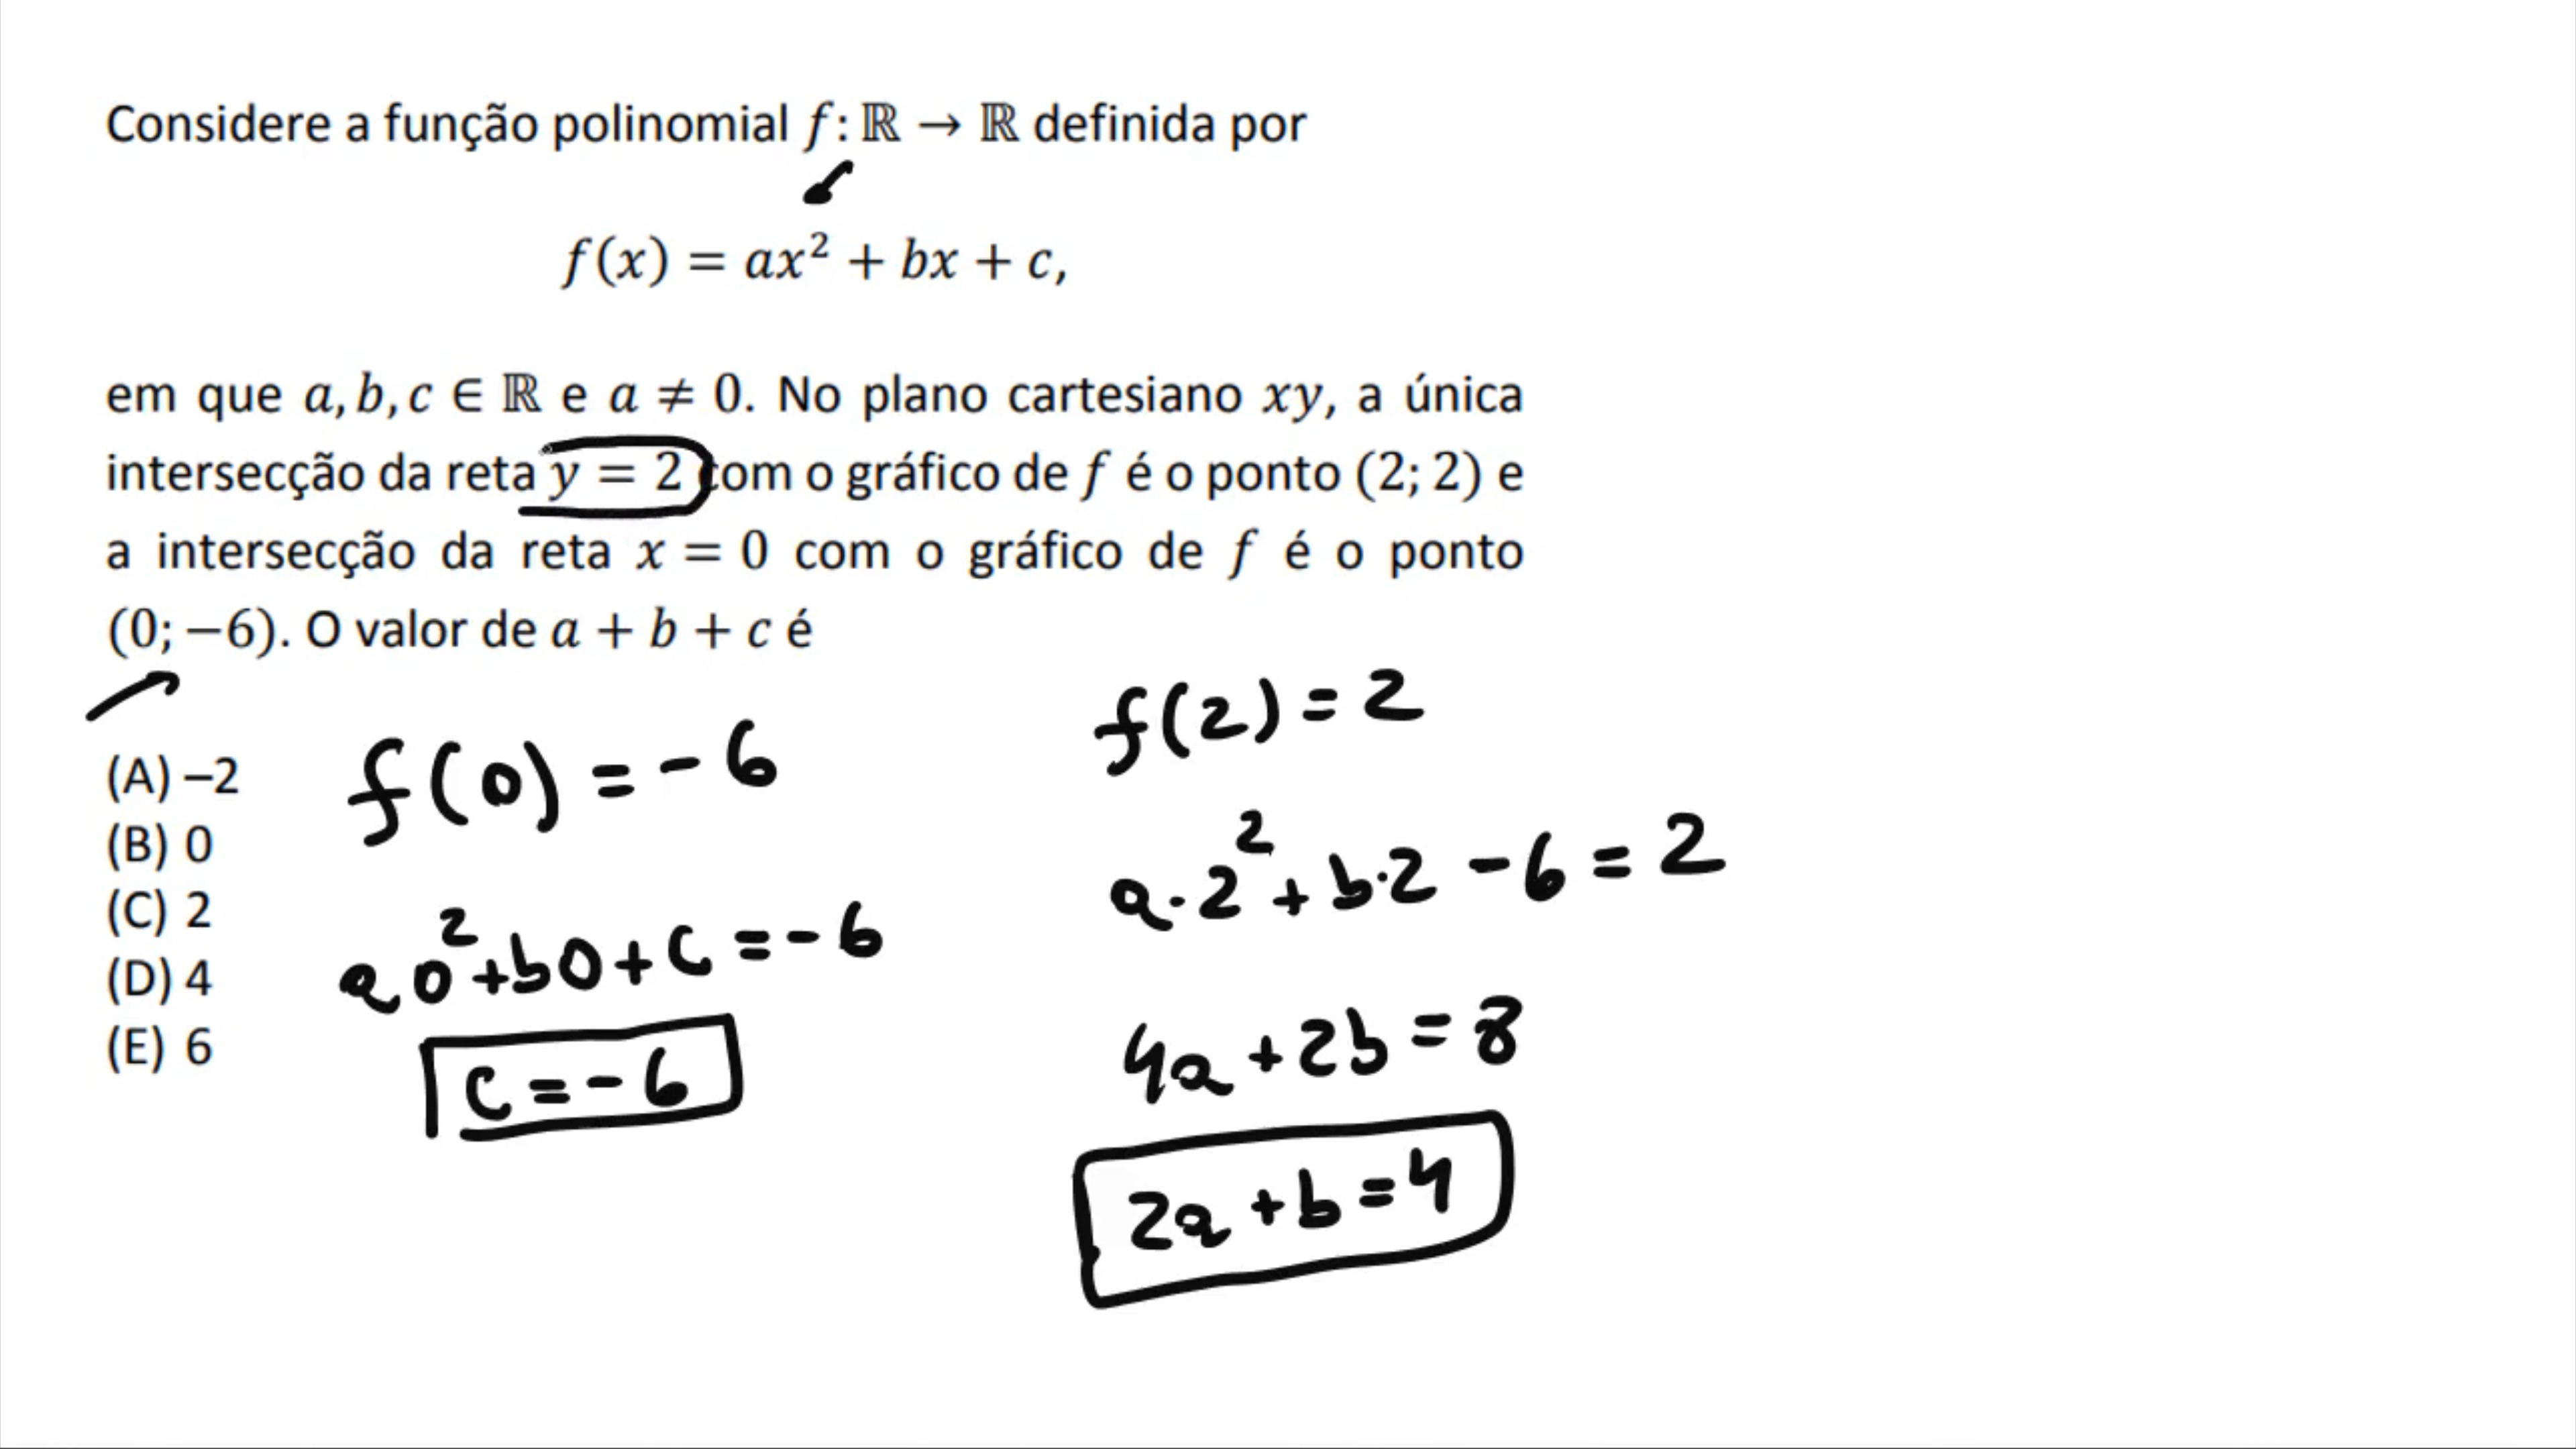 Considere a função polinomial f: ℝ → ℝ definida por
f(x) = ax² + bx + c,
em que a, b, c ∈ ℝ e a ≠ 0. No plano cartesiano xy, a única
intersecção da reta y = 2 com o gráfico de f é o ponto (2; 2) e
a intersecção da reta x = 0 com o gráfico de f é o ponto
(0; −6). O valor de a + b + c é
(A) –2
(B) 0
(C) 2
(D) 4
(E) 6
f(0) = -6
a0² + b0 + c = -6
c = -6
f(2) = 2
a·2² + b·2 - 6 = 2
4a + 2b = 8
2a + b = 4